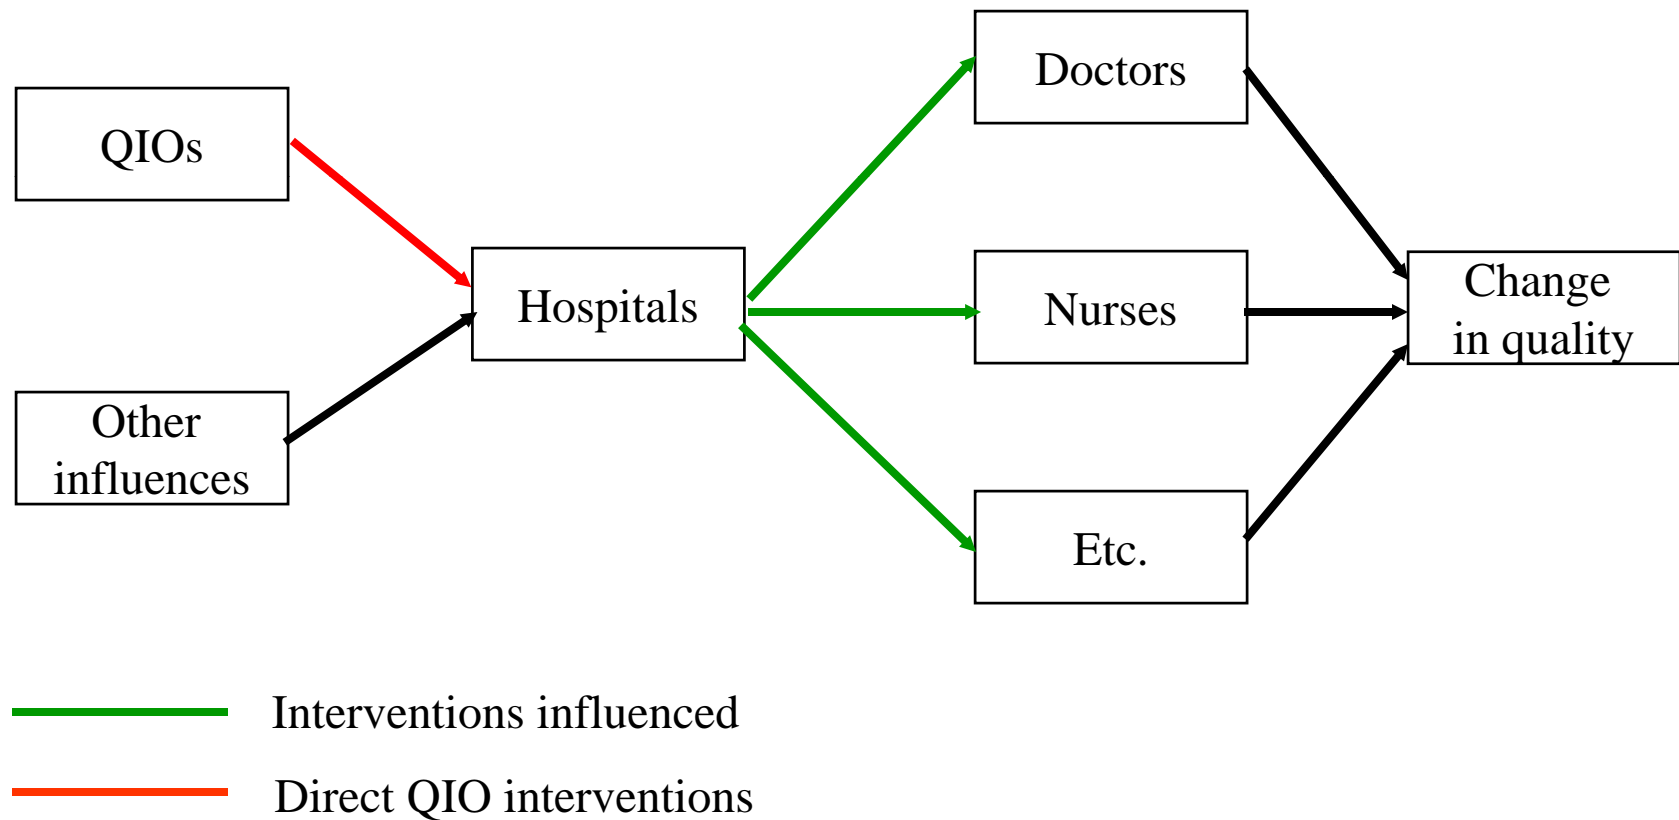 QIOs
Other
influences
Hospitals
Doctors
Nurses
Etc.
Change
in quality
Interventions influenced
Direct QIO interventions